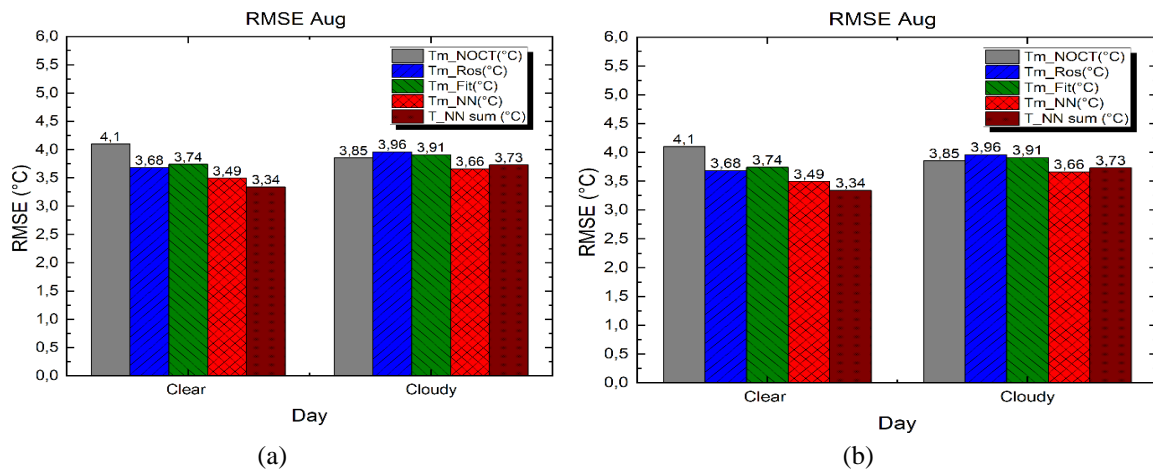 RMSE Aug
6,0
5,5
5,0
4,5
4,0
3,5
3,0
2,5
2,0
1,5
1,0
0,5
0,0
RMSE (°C)
Tm_NOCT(°C)
Tm_Ros(°C)
Tm_Fit(°C)
Tm_NN(°C)
T_NN sum (°C)
4,1
3,68
3,74
3,49
3,34
3,85
3,96
3,91
3,66
3,73
Clear Cloudy
Day
(a)
RMSE Aug
6,0
5,5
5,0
4,5
4,0
3,5
3,0
2,5
2,0
1,5
1,0
0,5
0,0
RMSE (°C)
Tm_NOCT(°C)
Tm_Ros(°C)
Tm_Fit(°C)
Tm_NN(°C)
T_NN sum (°C)
4,1
3,68
3,74
3,49
3,34
3,85
3,96
3,91
3,66
3,73
Clear Cloudy
Day
(b)